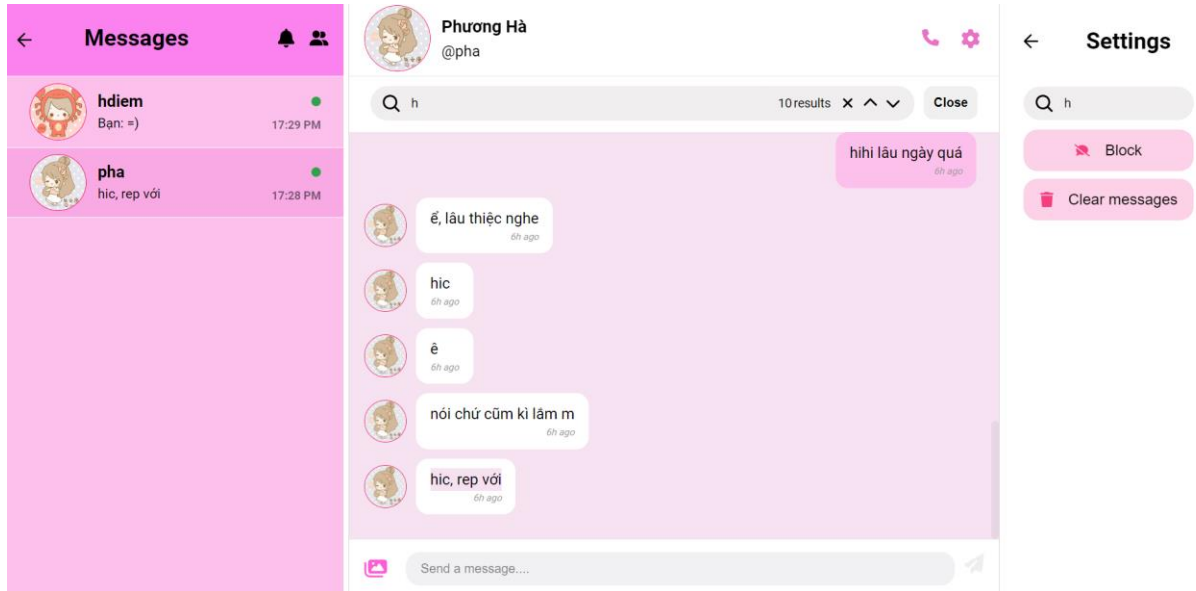 Messages
hdiem
Bạn: =)
17:29 PM
pha
hic, rep với
17:28 PM
Phương Hà
@pha
h
10 results
Close
hihi lâu ngày quá
6h ago
ể, lâu thiệc nghe
6h ago
hic
6h ago
ê
6h ago
nói chứ cũm kì lắm m
6h ago
hic, rep với
6h ago
Send a message....
Settings
h
Block
Clear messages